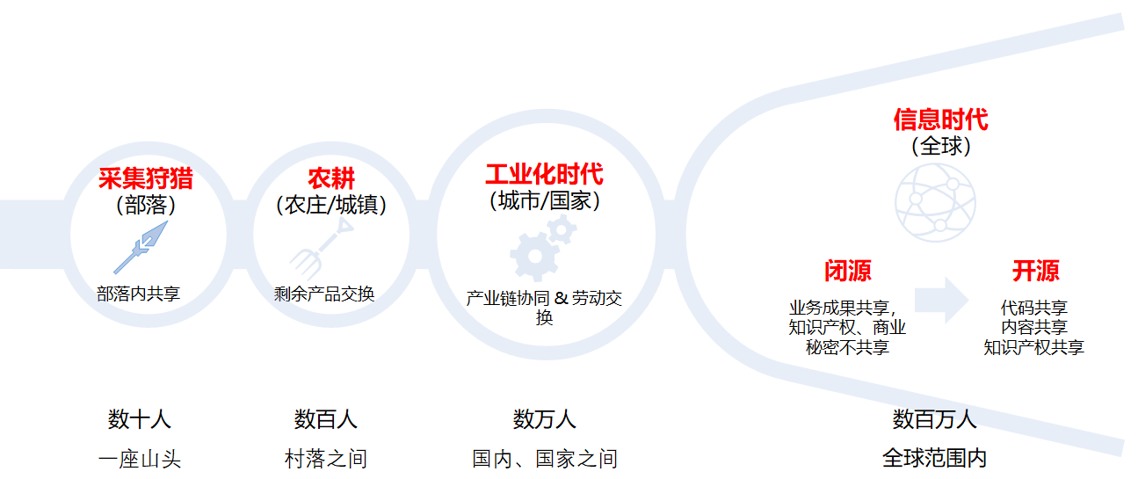 采集狩猎
（部落）
部落内共享
数十人
一座山头
农耕
（农庄/城镇）
剩余产品交换
数百人
村落之间
工业化时代
（城市/国家）
产业链协同 & 劳动交
换
数万人
国内、国家之间
信息时代
（全球）
闭源
业务成果共享，
知识产权、商业
秘密不共享
开源
代码共享
内容共享
知识产权共享
数百万人
全球范围内